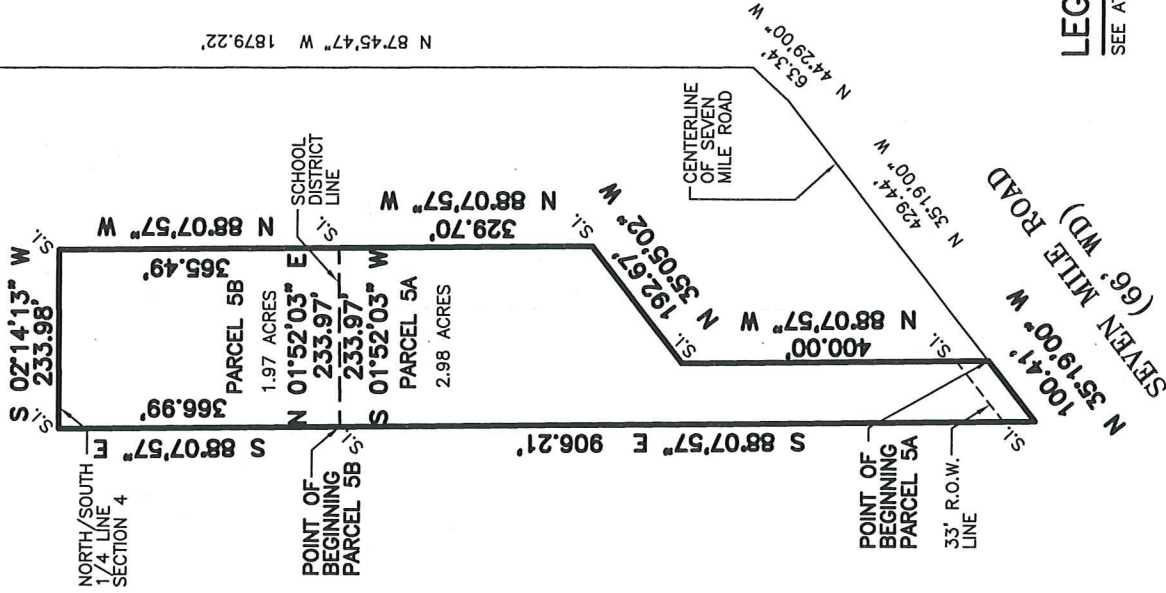 N 87°45'47" W 1879.22'
S 02°14'13" W
233.98'
S.I.
S.I.
NORTH/SOUTH
1/4 LINE
SECTION 4
S 88°07'57" E
366.99'
N 88°07'57" W
365.49'
PARCEL 5B
1.97 ACRES
N 01°52'03" E
233.97'
SCHOOL
DISTRICT
LINE
S.I.
S.I.
POINT OF
BEGINNING
PARCEL 5B
233.97'
S 01°52'03" W
PARCEL 5A
2.98 ACRES
N 88°07'57" W
329.70'
S.I.
S 88°07'57" E
906.21'
192.67'
N 35°05'02" W
S.I.
N 88°07'57" W
400.00'
S.I.
CENTERLINE
OF SEVEN
MILE ROAD
63.34'
N 44°29'00" W
429.44'
N 35°19'00" W
POINT OF
BEGINNING
PARCEL 5A
33' R.O.W.
LINE
S.I.
100.41'
N 35°19'00" W
SEVEN MILE ROAD
(66' WD)
LEG
SEE AT